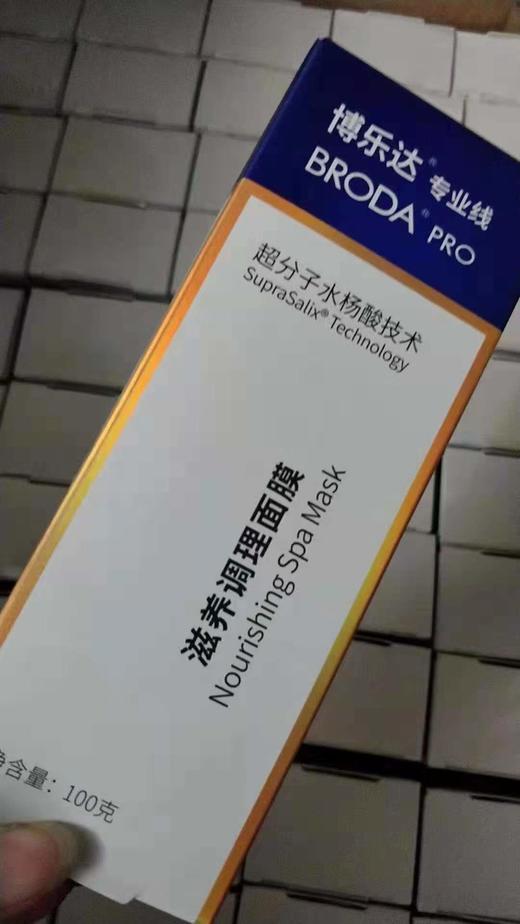 博乐达® 专业线
BRODA® PRO
超分子水杨酸技术
SupraSalix® Technology
滋养调理面膜
Nourishing Spa Mask
含量：100克